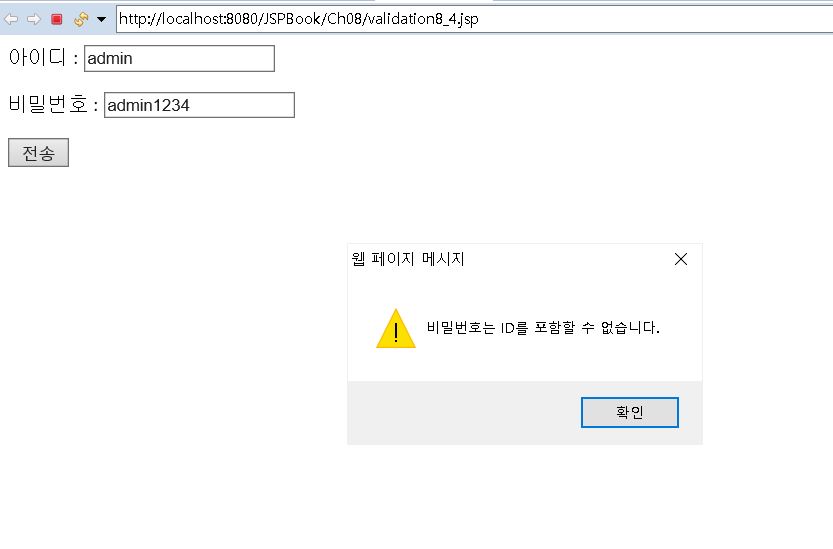 http://localhost:8080/JSPBook/Ch08/validation8_4.jsp
아이디 : admin
비밀번호 : admin1234
전송
웹 페이지 메시지
비밀번호는 ID를 포함할 수 없습니다.
확인